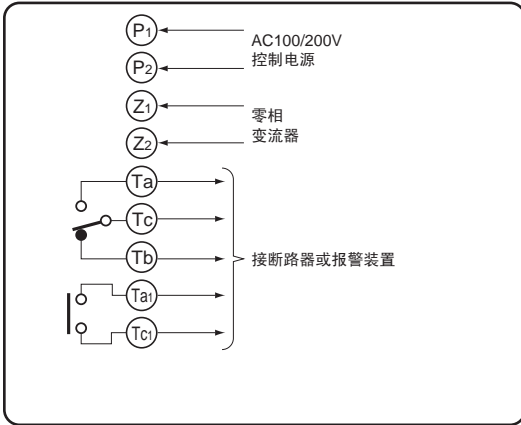 P1
AC100/200V
控制电源
P2
Z1
零相
变流器
Z2
Ta
Tc
Tb
接断路器或报警装置
Ta1
Tc1